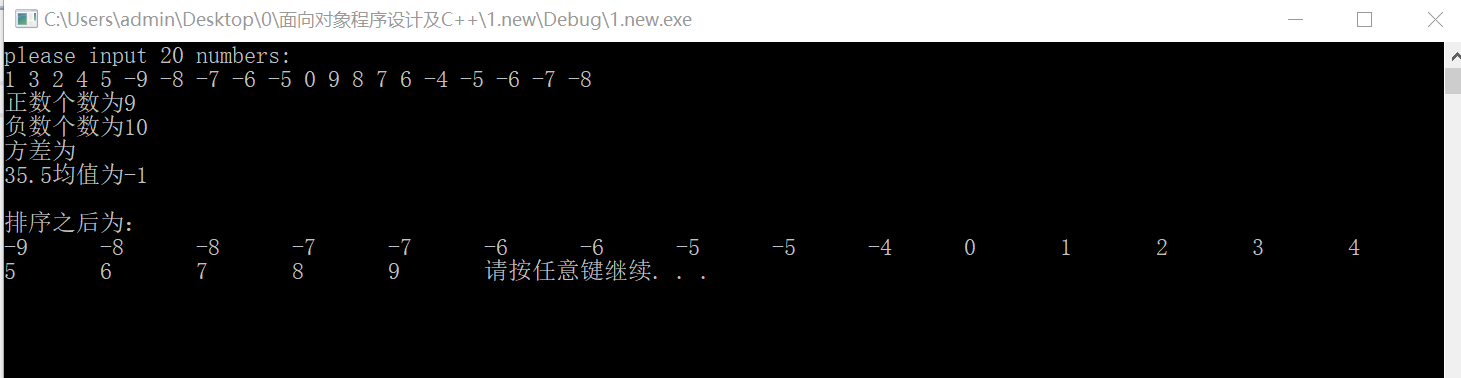 C:\Users\admin\Desktop\0\面向对象程序设计及C++\1.new\Debug\1.new.exe
please input 20 numbers:
1 3 2 4 5 -9 -8 -7 -6 -5 0 9 8 7 6 -4 -5 -6 -7 -8
正数个数为9
负数个数为10
方差为
35.5均值为-1
排序之后为:
-9 -8 -8 -7 -7 -6 -6 -5 -5 -4 0 1 2 3 4
5 6 7 8 9 请按任意键继续. . .